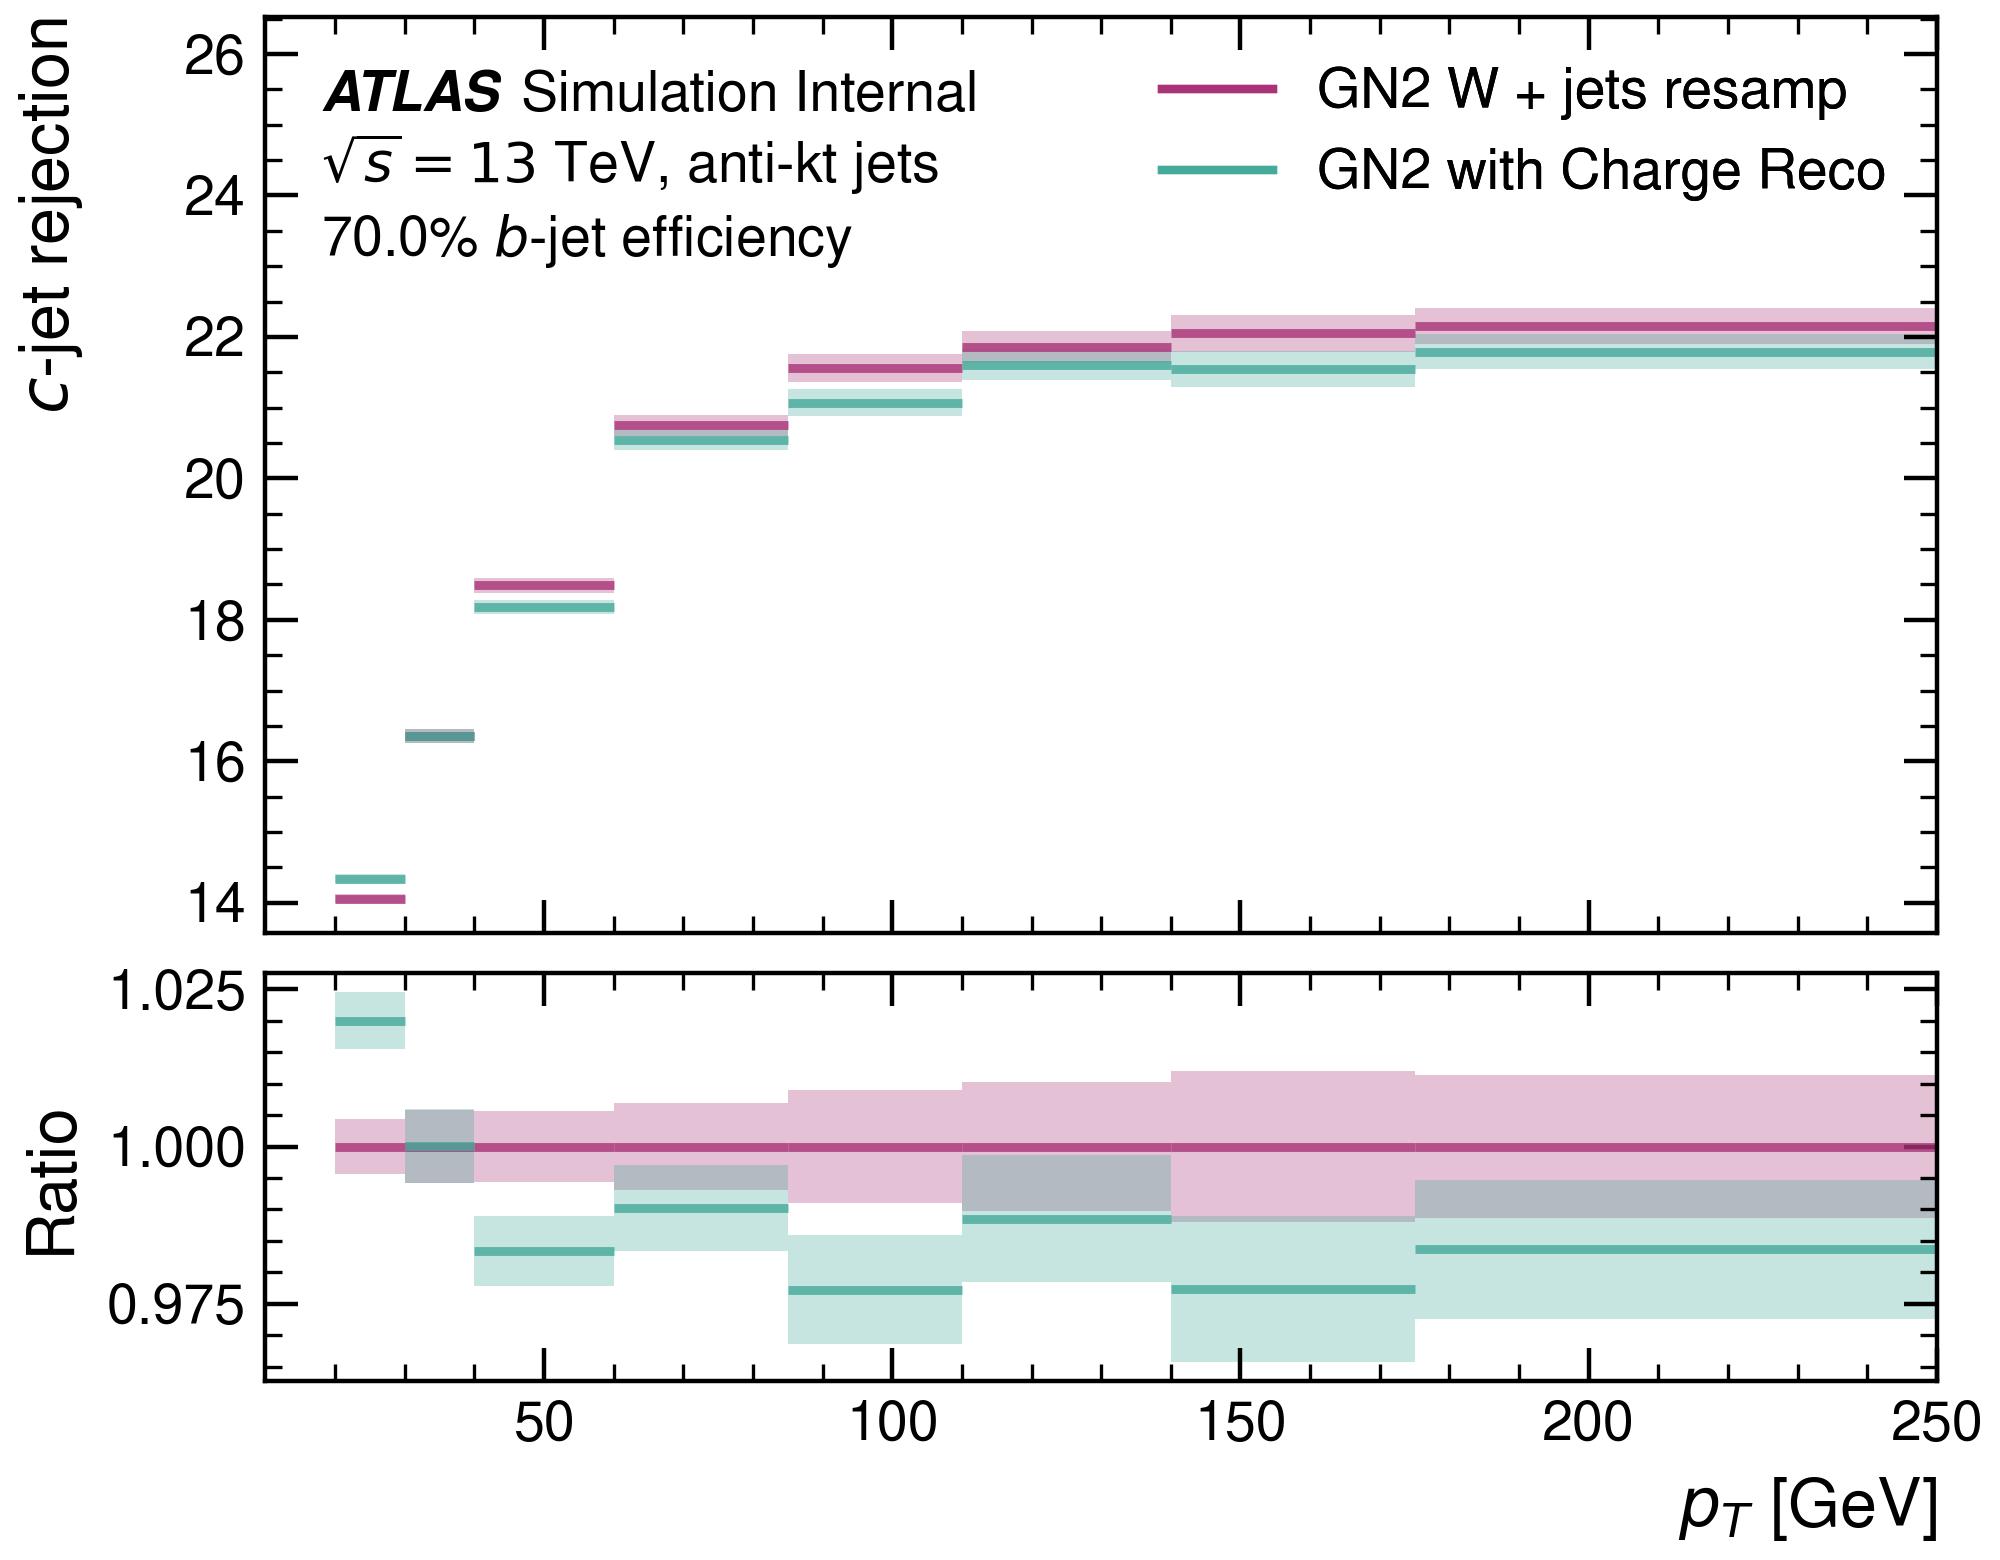 c-jet rejection
26
24
22
20
18
16
14
ATLAS Simulation Internal
√s = 13 TeV, anti-kt jets
70.0% b-jet efficiency
GN2 W + jets resamp
GN2 with Charge Reco
Ratio
1.025
1.000
0.975
50 100 150 200 250
pT [GeV]